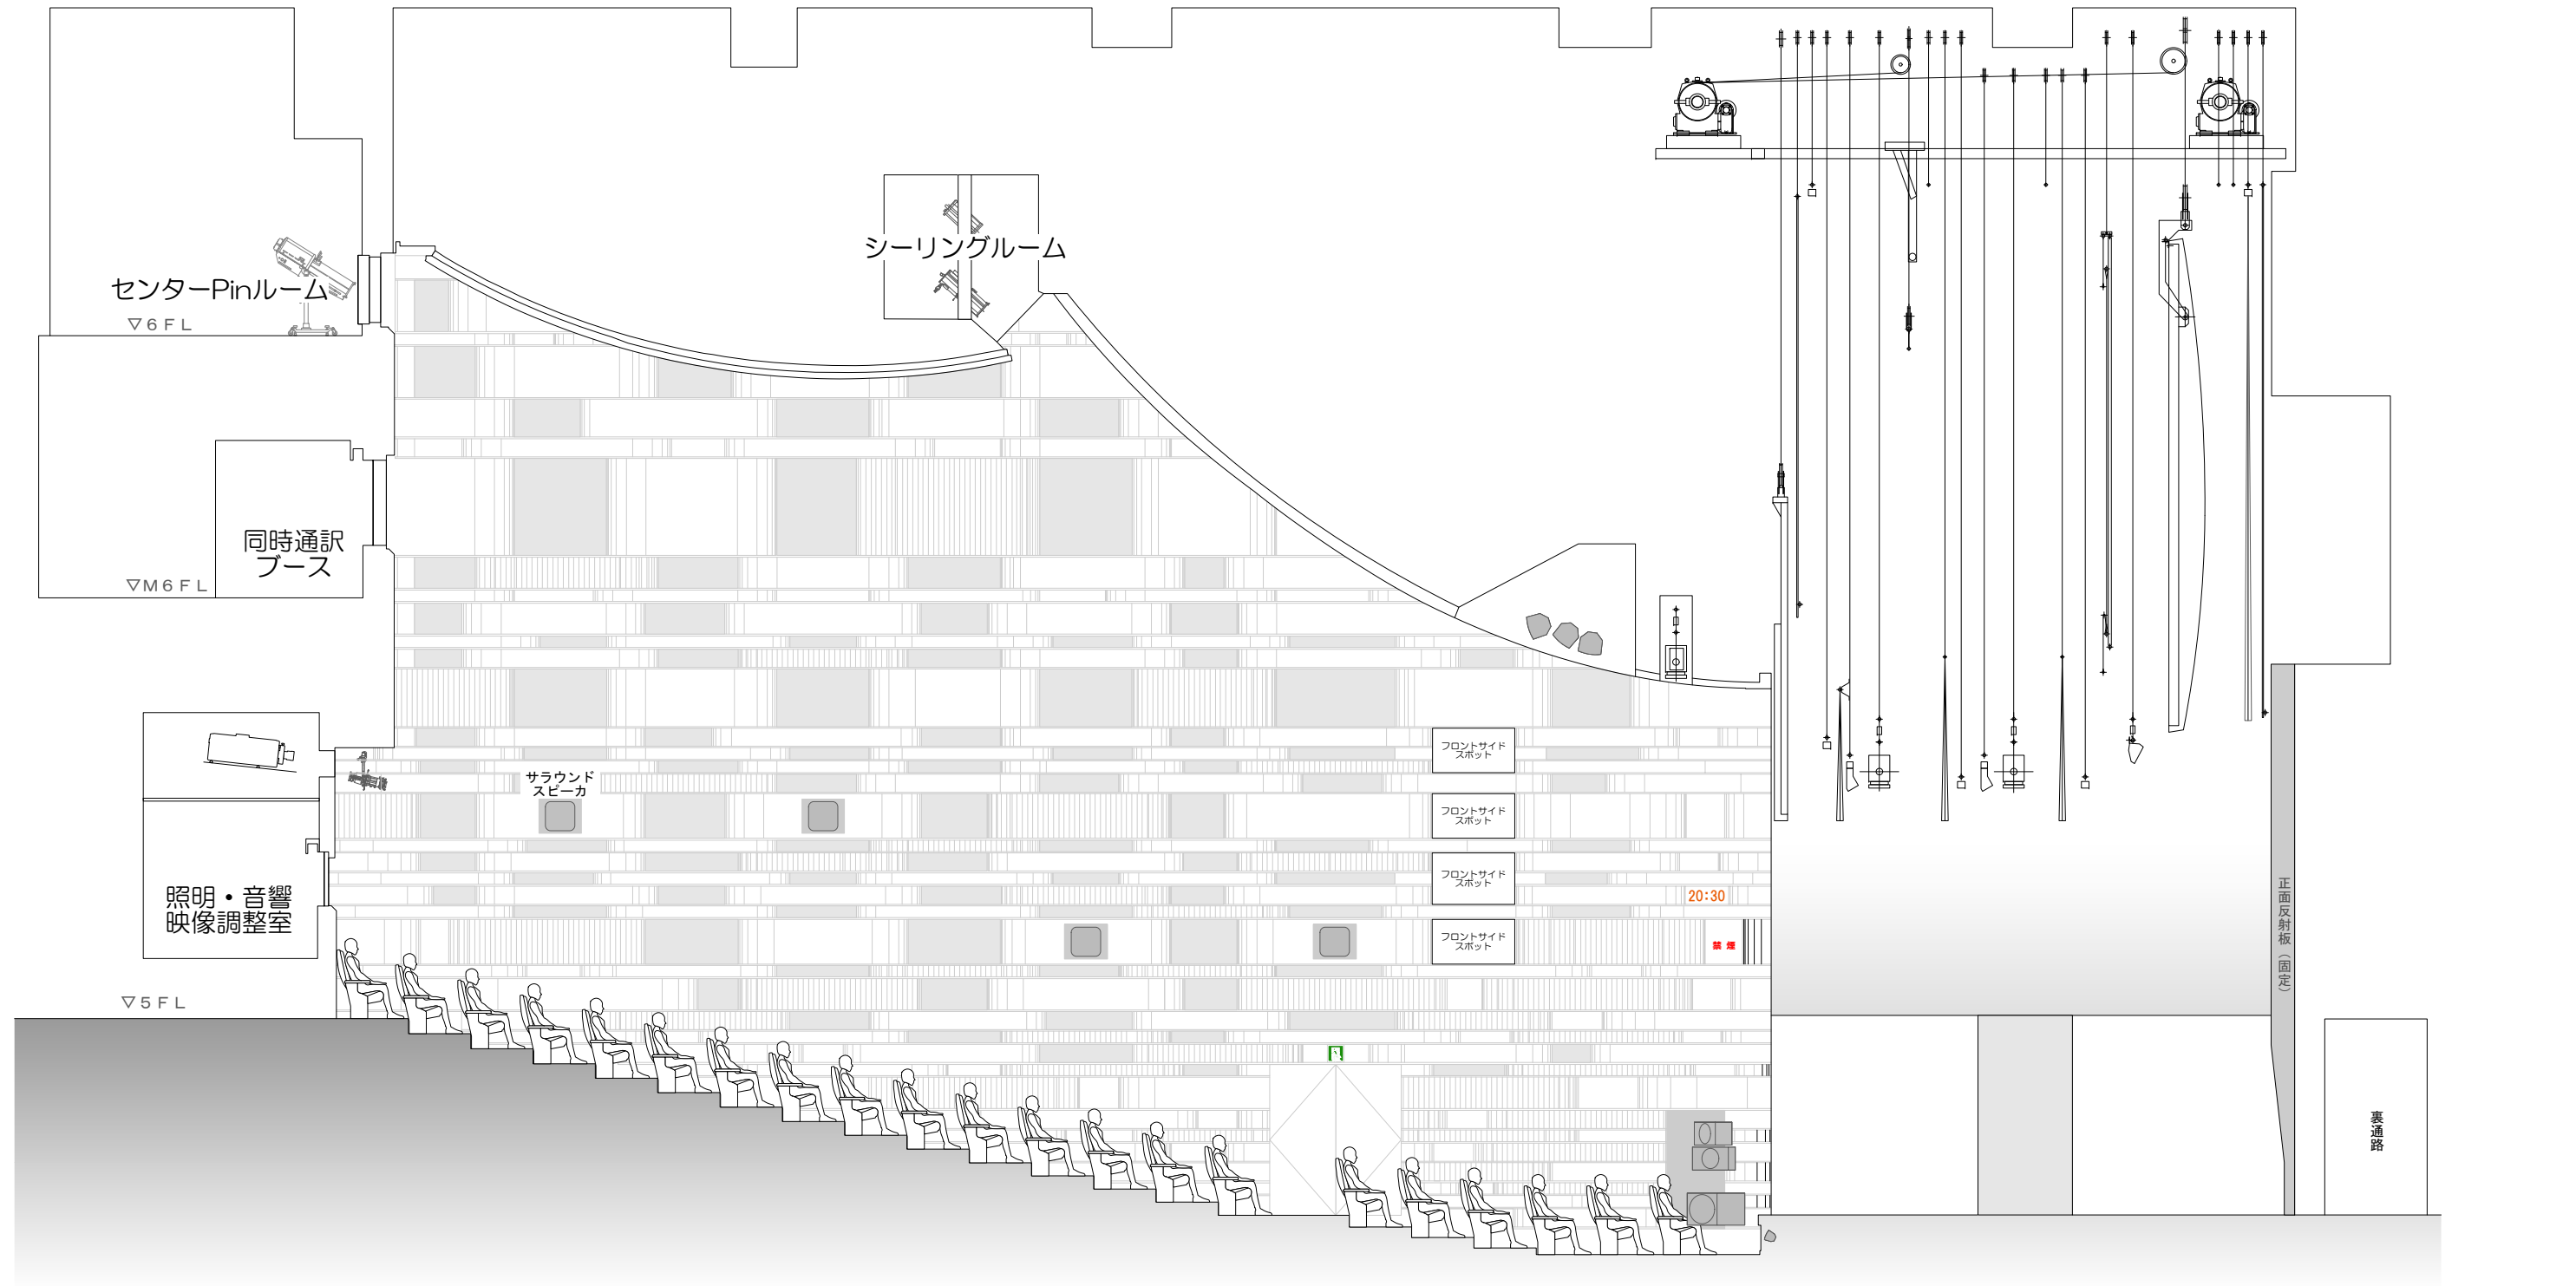 シーリングルーム
センターPinルーム
▽6FL
同時通訳
ブース
▽M6FL
フロントサイド
スポット
サラウンド
スピーカ
フロントサイド
スポット
フロントサイド
スポット
照明・音響
映像調整室
20:30
フロントサイド
スポット
禁煙
正面反射板（固定）
▽5FL
裏通路